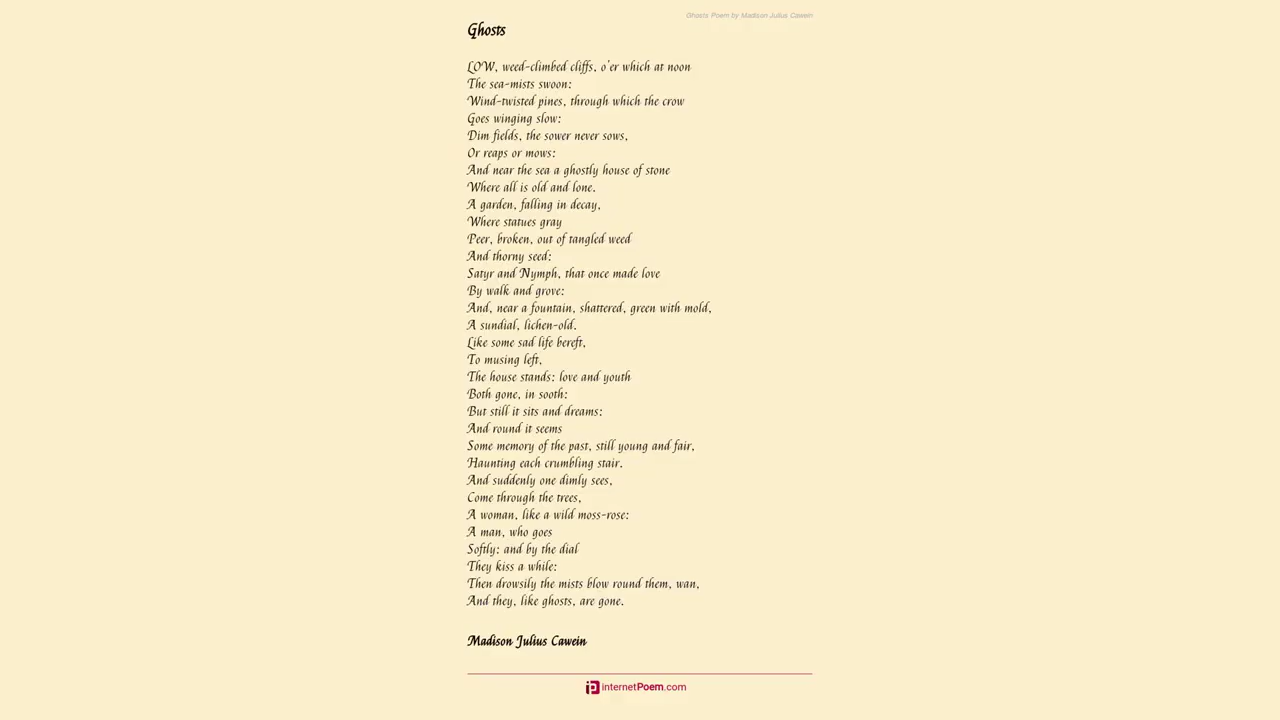 Ghosts Poem by Madison Julius Cawein
Ghosts
LOW, weed-climbed cliffs, o'er which at noon
The sea-mists swoon:
Wind-twisted pines, through which the crow
Goes winging slow:
Dim fields, the sower never sows,
Or reaps or mows:
And near the sea a ghostly house of stone
Where all is old and lone.
A garden, falling in decay,
Where statues gray
Peer, broken, out of tangled weed
And thorny seed:
Satyr and Nymph, that once made love
By walk and grove:
And, near a fountain, shattered, green with mold,
A sundial, lichen-old.
Like some sad life bereft,
To musing left,
The house stands: love and youth
Both gone, in sooth:
But still it sits and dreams:
And round it seems
Some memory of the past, still young and fair,
Haunting each crumbling stair.
And suddenly one dimly sees,
Come through the trees,
A woman, like a wild moss-rose:
A man, who goes
Softly: and by the dial
They kiss a while:
Then drowsily the mists blow round them, wan,
And they, like ghosts, are gone.
Madison Julius Cawein
ip internetPoem.com